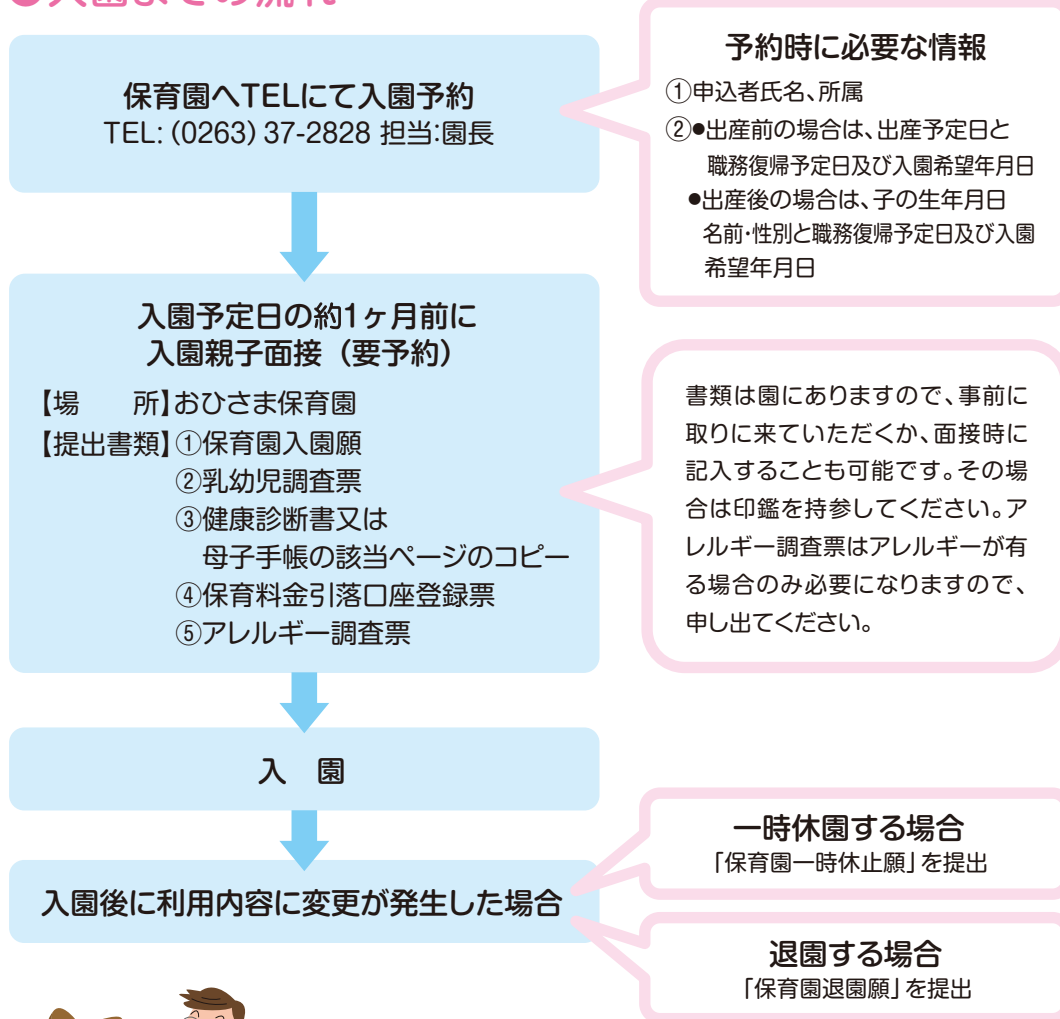 ●入園までの流れ
保育園へTELにて入園予約
TEL: (0263) 37-2828 担当:園長
予約時に必要な情報
①申込者氏名、所属
②●出産前の場合は、出産予定日と
職務復帰予定日及び入園希望年月日
●出産後の場合は、子の生年月日
名前・性別と職務復帰予定日及び入園
希望年月日
入園予定日の約1ヶ月前に
入園親子面接（要予約）
【場　所】おひさま保育園
【提出書類】①保育園入園願
②乳幼児調査票
③健康診断書又は
母子手帳の該当ページのコピー
④保育料金引落口座登録票
⑤アレルギー調査票
書類は園にありますので、事前に
取りに来ていただくか、面接時に
記入することも可能です。その場
合は印鑑を持参してください。ア
レルギー調査票はアレルギーが有
る場合のみ必要になりますので、
申し出てください。
入　園
入園後に利用内容に変更が発生した場合
一時休園する場合
「保育園一時休止願」を提出
退園する場合
「保育園退園願」を提出